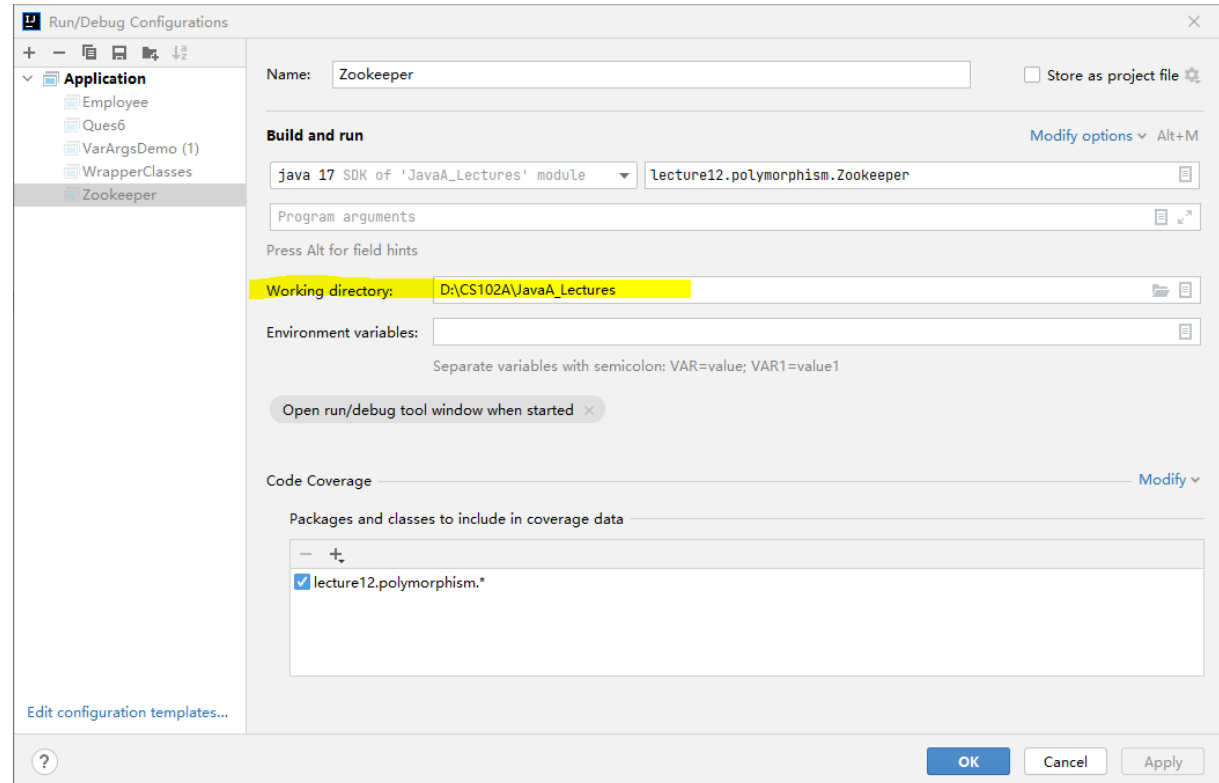 Run/Debug Configurations
Application
Employee
Ques6
VarArgsDemo (1)
WrapperClasses
Zookeeper
Edit configuration templates...
Name: Zookeeper Store as project file
Build and run Modify options Alt+M
java 17 SDK of 'JavaA_Lectures' module lecture12.polymorphism.Zookeeper
Program arguments
Press Alt for field hints
Working directory: D:\CS102A\JavaA_Lectures
Environment variables:
Separate variables with semicolon: VAR=value; VAR1=value1
Open run/debug tool window when started
Code Coverage Modify
Packages and classes to include in coverage data
lecture12.polymorphism.*
? OK Cancel Apply